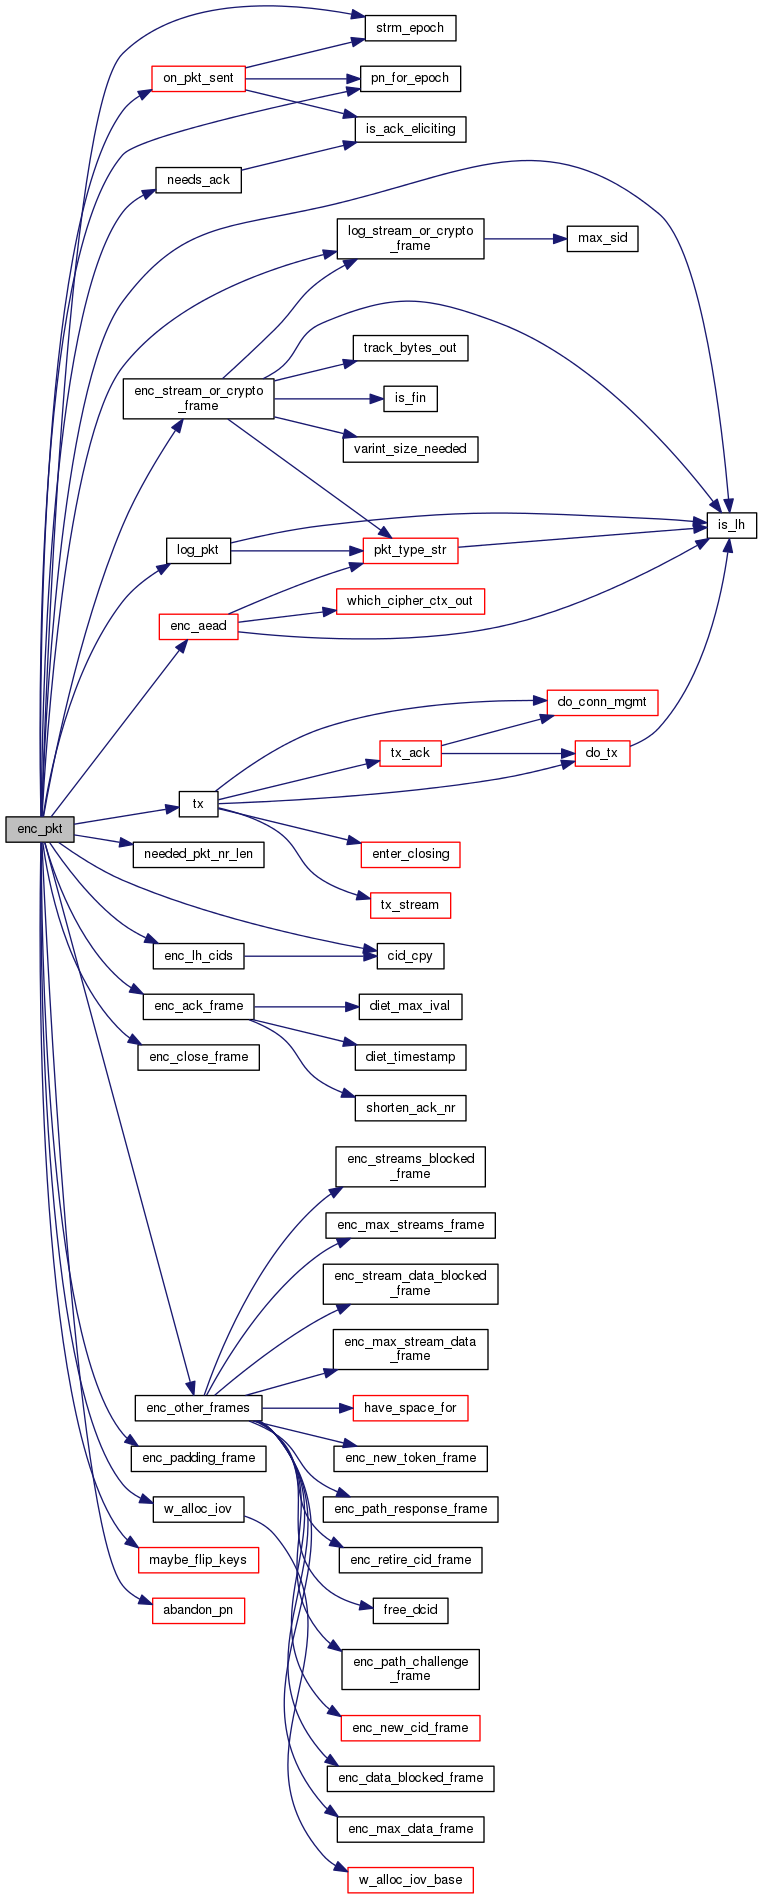 strm_epoch
on_pkt_sent
pn_for_epoch
is_ack_eliciting
needs_ack
log_stream_or_crypto
_frame
max_sid
track_bytes_out
enc_stream_or_crypto
_frame
is_fin
varint_size_needed
is_lh
log_pkt
pkt_type_str
which_cipher_ctx_out
enc_aead
do_conn_mgmt
tx_ack
do_tx
tx
enc_pkt
needed_pkt_nr_len
enter_closing
tx_stream
enc_lh_cids
cid_cpy
enc_ack_frame
diet_max_ival
enc_close_frame
diet_timestamp
shorten_ack_nr
enc_streams_blocked
_frame
enc_max_streams_frame
enc_stream_data_blocked
_frame
enc_max_stream_data
_frame
enc_other_frames
have_space_for
enc_padding_frame
enc_new_token_frame
w_alloc_iov
enc_path_response_frame
maybe_flip_keys
enc_retire_cid_frame
abandon_pn
free_dcid
enc_path_challenge
_frame
enc_new_cid_frame
enc_data_blocked_frame
enc_max_data_frame
w_alloc_iov_base